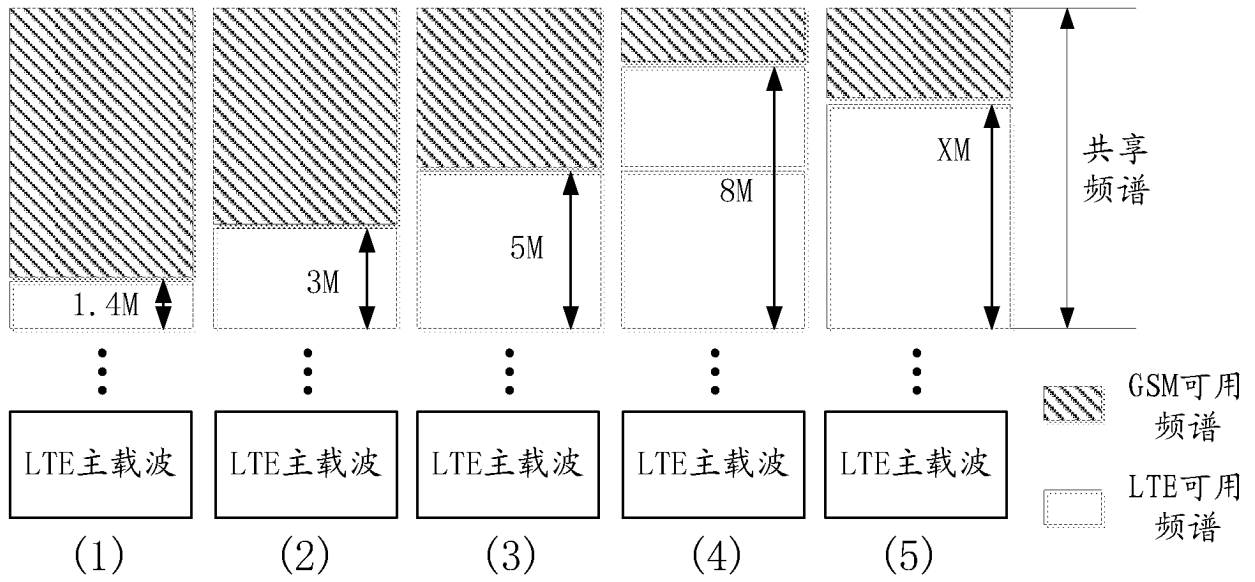 1.4M
3M
5M
8M
XM
共享
频谱
GSM可用
频谱
LTE主载波
LTE主载波
LTE主载波
LTE主载波
LTE主载波
LTE可用
频谱
(1)
(2)
(3)
(4)
(5)